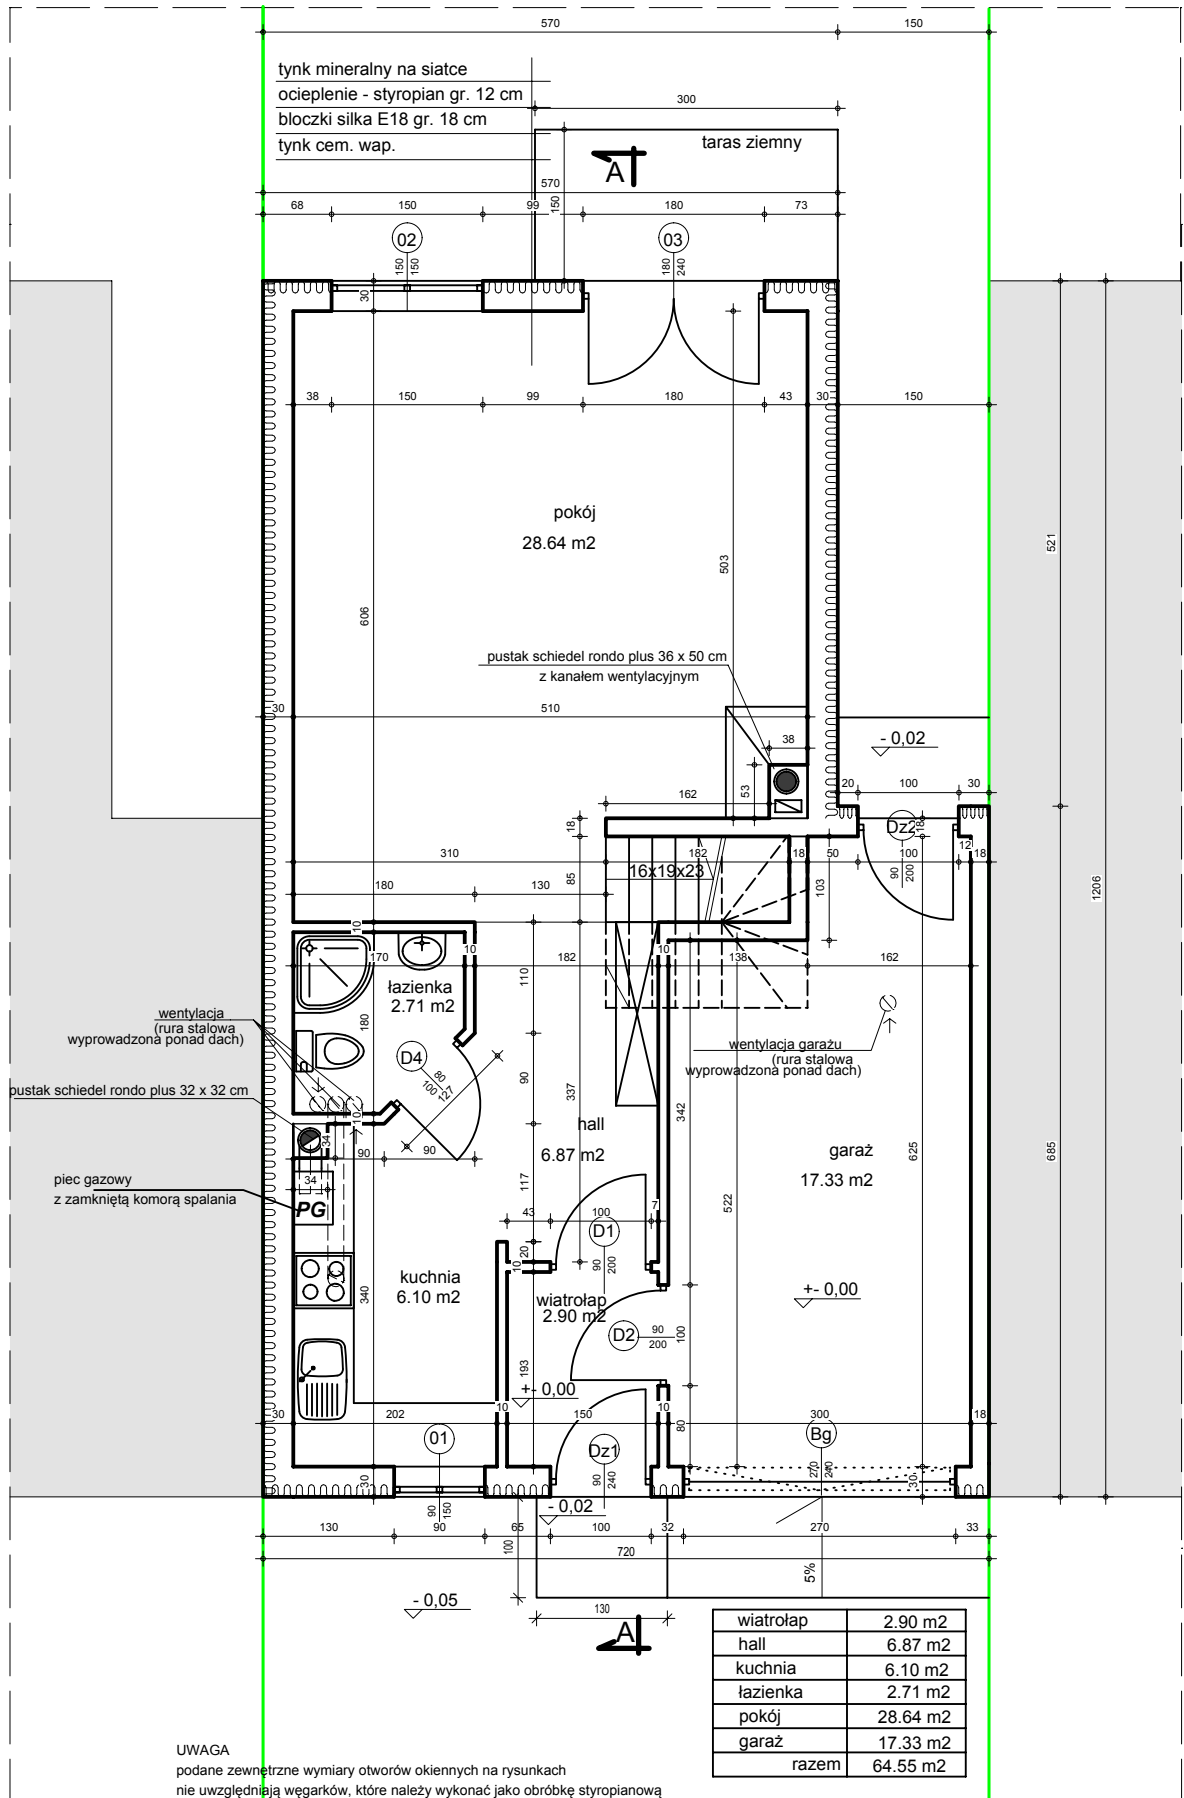 570 150
tynk mineralny na siatce
ocieplenie - styropian gr. 12 cm
bloczki silka E18 gr. 18 cm
tynk cem. wap.
300
taras ziemny
A
570
150
68 150 99 180 73
02 03
150 150
180 240
30
38 150 99 180 43 30 150
pokój
28.64 m2
503
521
606
pustak schiedel rondo plus 36 x 50 cm
z kanałem wentylacyjnym
30 510
- 0,02
38
53
162
20 100 30
18
Dz2
18
12
310 182 18 50 100 18
16x19x23
85
90 200
103
180 130
1206
10
10 10
170 182 138 162
łazienka
2.71 m2
110
wentylacja
(rura stalowa
wyprowadzona ponad dach)
180
wentylacja garażu
(rura stalowa
wyprowadzona ponad dach)
D4
80
100
127
90
337
342
pustak schiedel rondo plus 32 x 32 cm
10
hall
6.87 m2
34
90 90
garaż
17.33 m2
625
685
piec gazowy
z zamkniętą komorą spalania
34
117
522
PG
43 100 7
D1
20
10
90 200
kuchnia
6.10 m2
340
wiatrołap
2.90 m2
+- 0,00
D2
90
200
100
193
+- 0,00
30 202 10 150 10 300 18
80
01
Dz1
Bg
90 240
270 240
30
30
90 150
- 0,02
130 90 65 100 32 270 33
100
720
5%
- 0,05
130
A
wiatrołap 2.90 m2
hall 6.87 m2
kuchnia 6.10 m2
łazienka 2.71 m2
pokój 28.64 m2
garaż 17.33 m2
razem 64.55 m2
UWAGA
podane zewnętrzne wymiary otworów okiennych na rysunkach
nie uwzględniają węgarków, które należy wykonać jako obróbkę styropianową